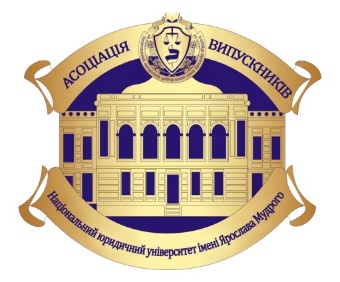 АСОЦІАЦІЯ ВИПУСКНИКІВ
Національний юридичний університет імені Ярослава Мудрого